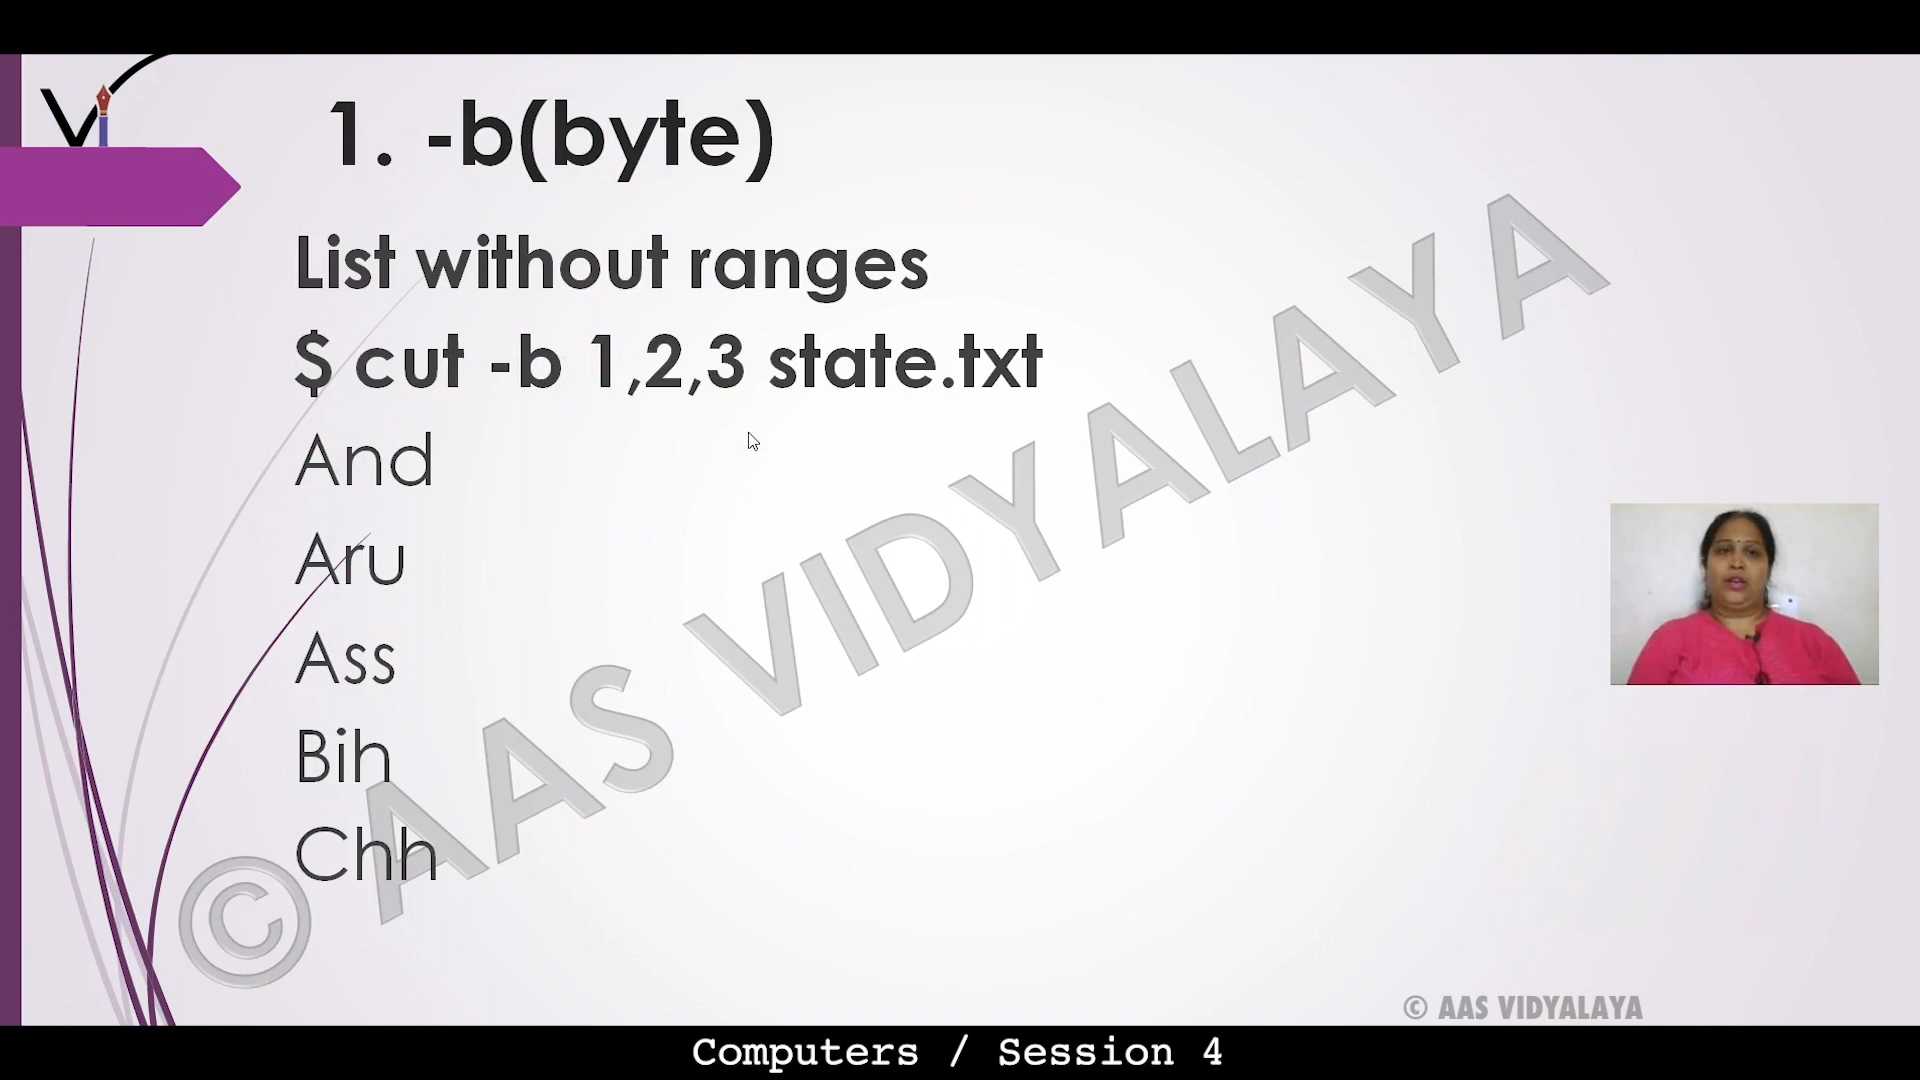 1. -b(byte)
List without ranges
$ cut -b 1,2,3 state.txt
And
Aru
Ass
Bih
Chh
© AAS VIDYALAYA
© AAS VIDYALAYA
Computers / Session 4